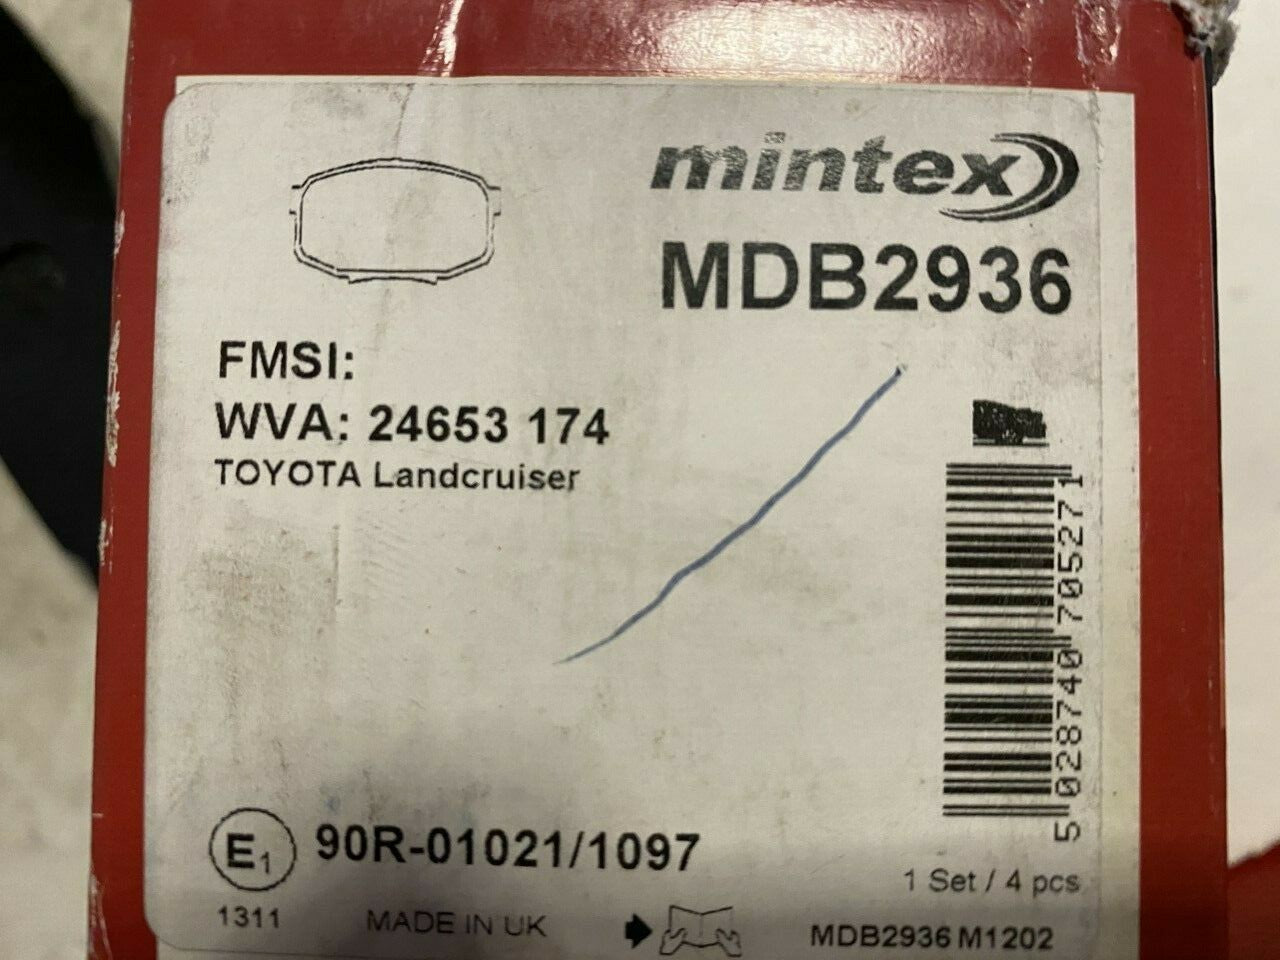 mintex
MDB2936
FMSI:
WVA: 24653 174
TOYOTA Landcruiser
5 028740 705271
E1 90R-01021/1097
1 Set / 4 pcs
1311 MADE IN UK MDB2936 M1202